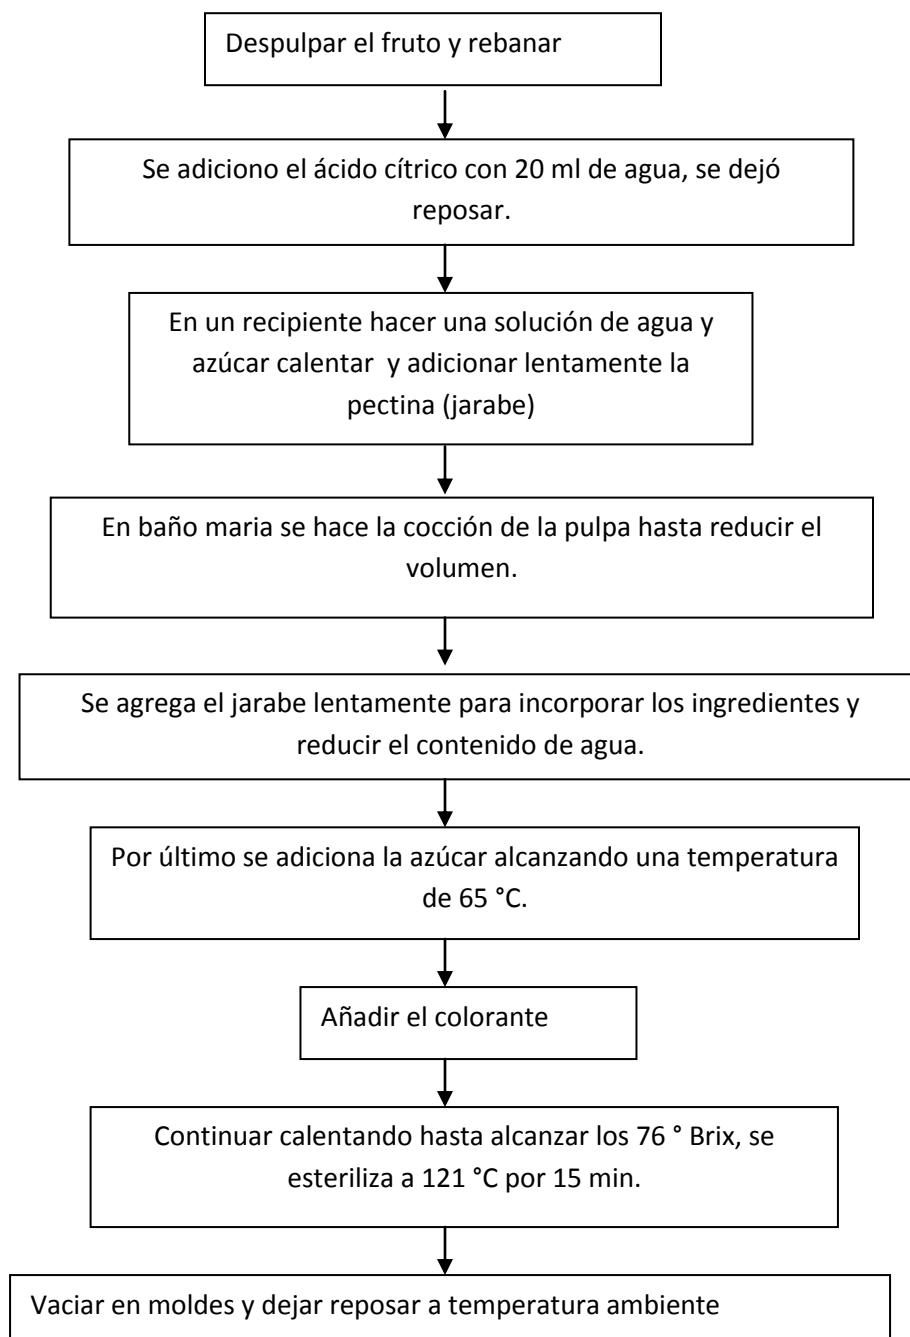 Despulpar el fruto y rebanar
Se adiciono el ácido cítrico con 20 ml de agua, se dejó
reposar.
En un recipiente hacer una solución de agua y
azúcar calentar  y adicionar lentamente la
pectina (jarabe)
En baño maria se hace la cocción de la pulpa hasta reducir el
volumen.
Se agrega el jarabe lentamente para incorporar los ingredientes y
reducir el contenido de agua.
Por último se adiciona la azúcar alcanzando una temperatura
de 65 °C.
Añadir el colorante
Continuar calentando hasta alcanzar los 76 ° Brix, se
esteriliza a 121 °C por 15 min.
Vaciar en moldes y dejar reposar a temperatura ambiente